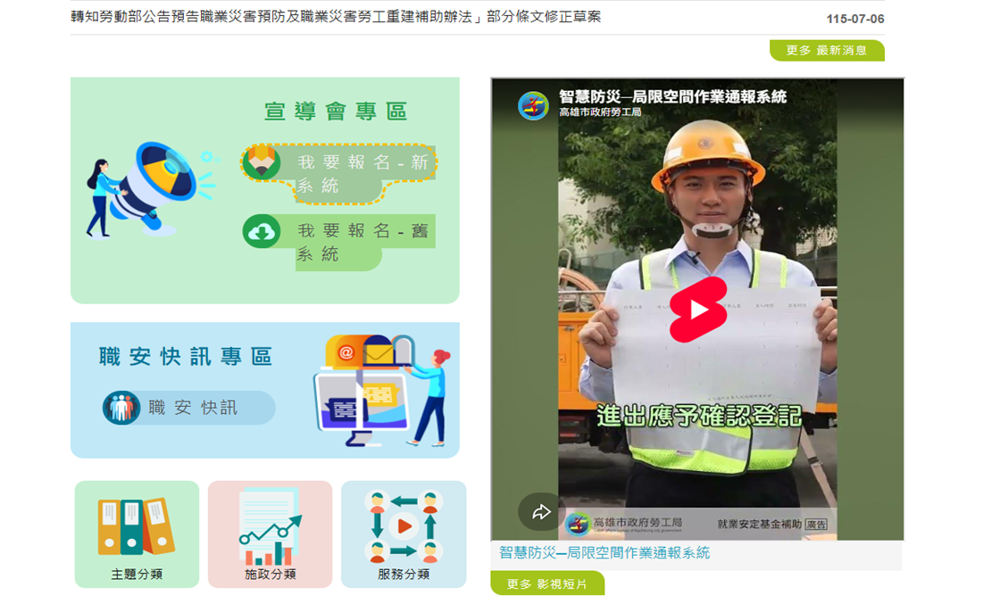 轉知勞動部公告預告職業災害預防及職業災害勞工重建補助辦法」部分條文修正草案
115-07-06
更多 最新消息
宣導會專區
我要報名-新
系統
我要報名-舊
系統
職安快訊專區
職安快訊
主題分類
施政分類
服務分類
智慧防災—局限空間作業通報系統
高雄市政府勞工局
進出應予確認登記
高雄市政府勞工局
就業安定基金補助 廣告
智慧防災—局限空間作業通報系統
更多 影視短片